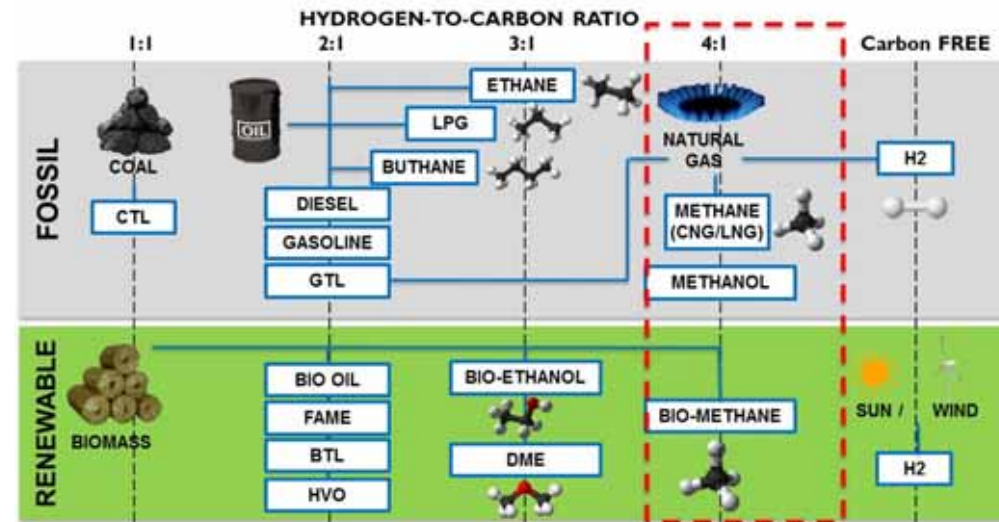 HYDROGEN-TO-CARBON RATIO
1:1
2:1
3:1
4:1
Carbon FREE
FOSSIL
COAL
CTL
OIL
ETHANE
LPG
BUTHANE
DIESEL
GASOLINE
GTL
NATURAL
GAS
METHANE
(CNG/LNG)
METHANOL
H2
RENEWABLE
BIOMASS
BIO OIL
FAME
BTL
HVO
BIO-ETHANOL
DME
BIO-METHANE
SUN / WIND
H2